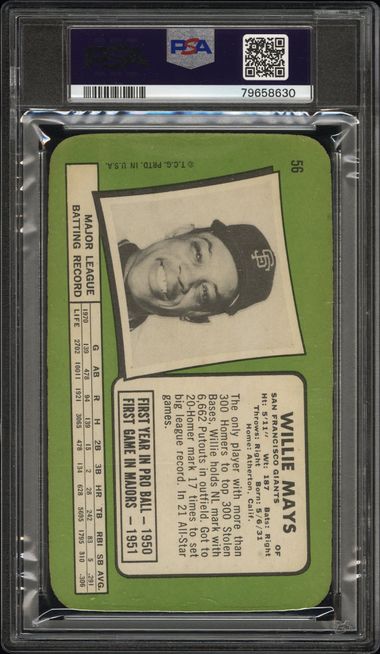 PSA
79658630
56
WILLIE MAYS
SAN FRANCISCO GIANTS OF
Ht: 5'11" Wt: 187 Bats: Right
Throws: Right Born: 5/6/31
Home: Atherton, Calif.
The only player with more than
300 Homers to top 300 Stolen
Bases, Willie holds NL mark with
6,662 Putouts in outfield. Got to
20-Homer mark 17 times to set
big league record. In 21 All-Star
games.
FIRST YEAR IN PRO BALL – 1950
FIRST GAME IN MAJORS – 1951
SF
© T.C.G. PRTD. IN U.S.A.
MAJOR LEAGUE
BATTING RECORD
G AB R H 2B 3B HR TB RBI SB AVG.
1970 139 478 94 139 15 2 28 242 83 5 .291
LIFE 2702 10011 1921 3065 478 134 628 5605 1755 310 .306